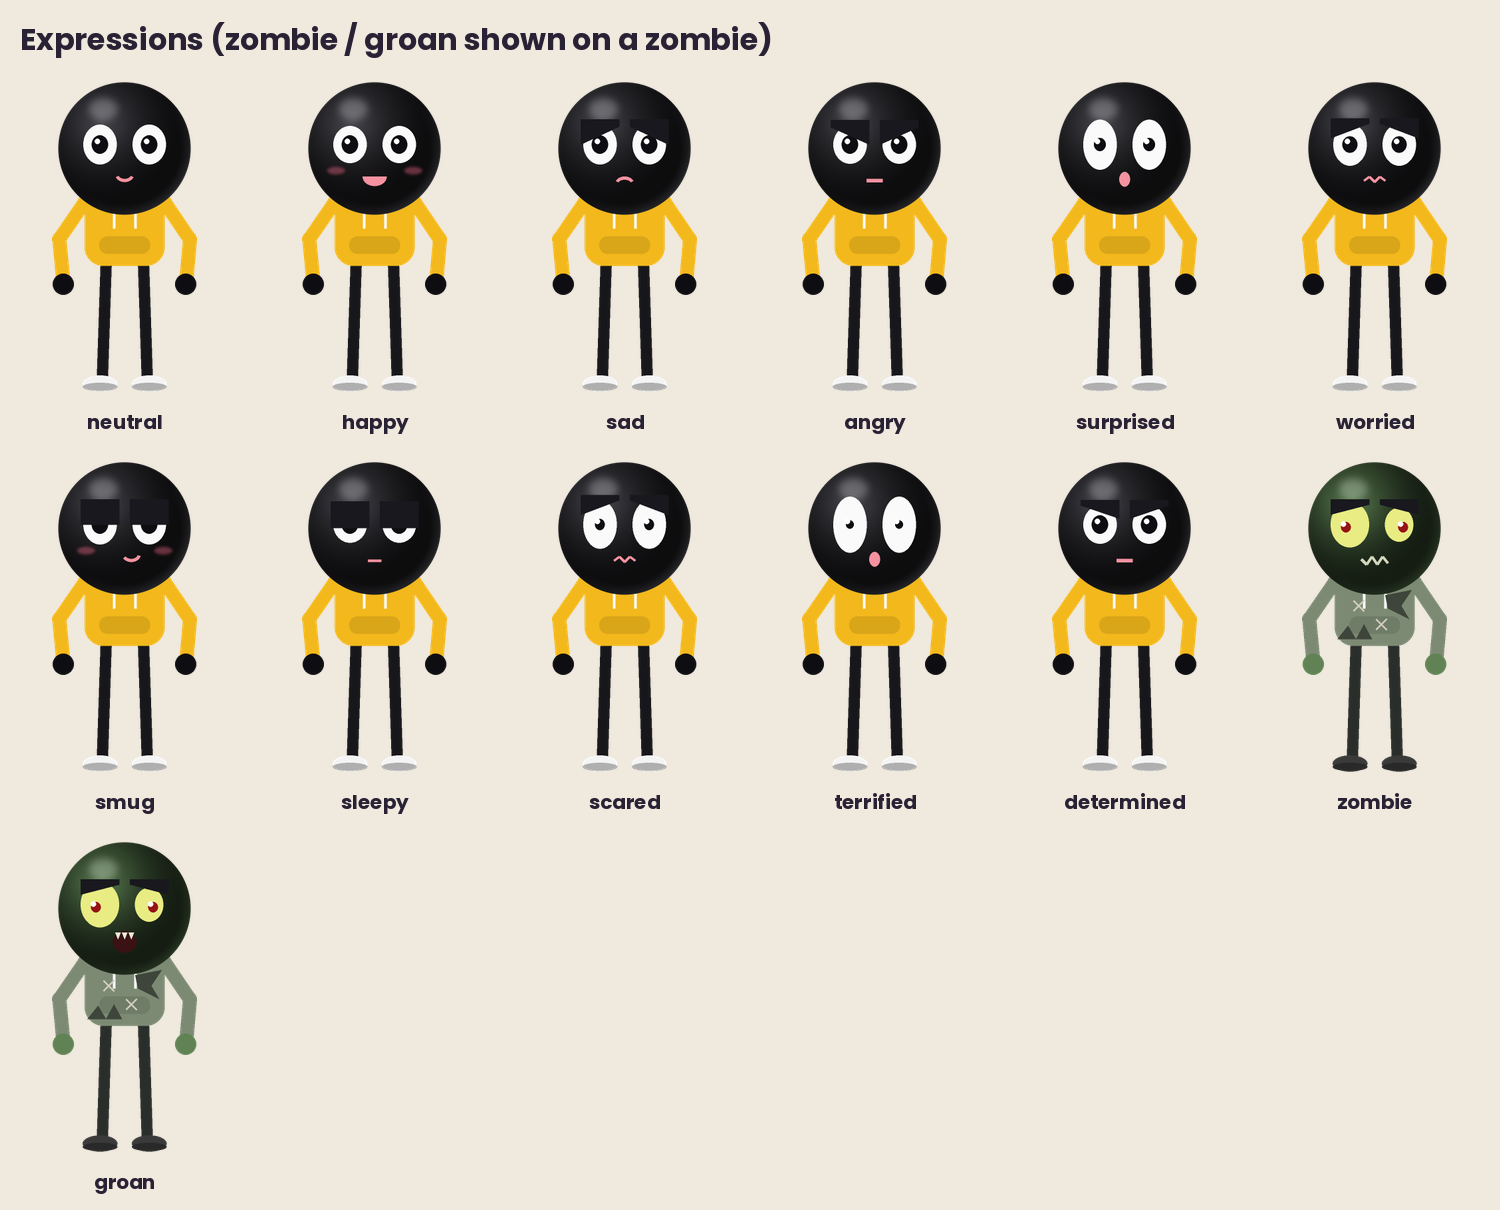 Expressions (zombie / groan shown on a zombie)
neutral
happy
sad
angry
surprised
worried
smug
sleepy
scared
terrified
determined
zombie
groan